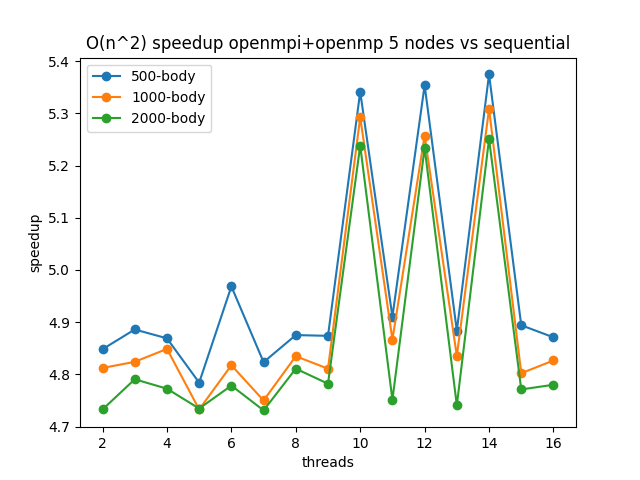 O(n^2) speedup openmpi+openmp 5 nodes vs sequential
5.4
5.3
5.2
5.1
5.0
4.9
4.8
4.7
speedup
500-body
1000-body
2000-body
2 4 6 8 10 12 14 16
threads